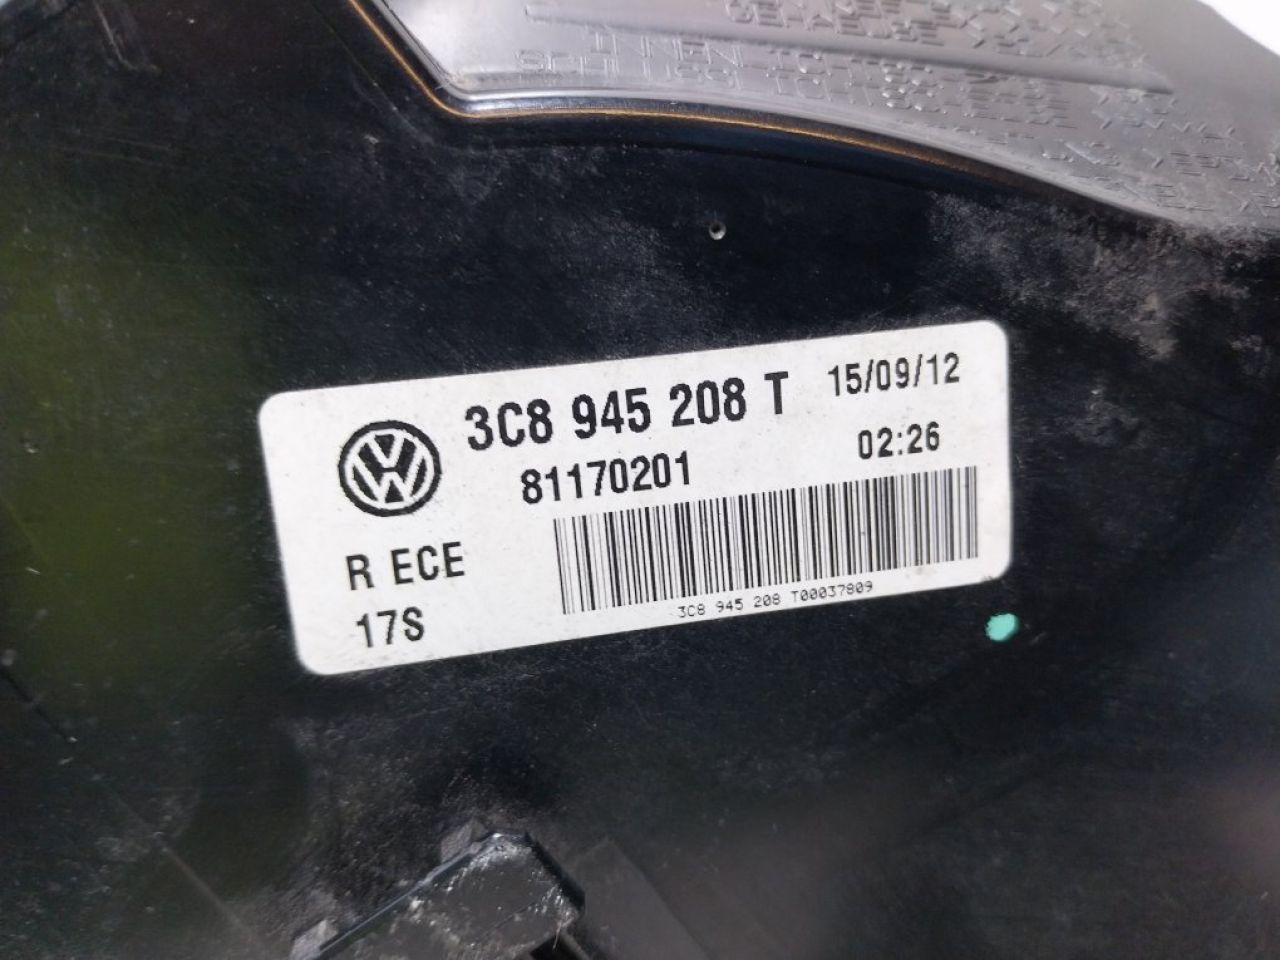 3C8 945 208 T 15/09/12
81170201 02:26
R ECE
17S
3C8 945 208 T00037809